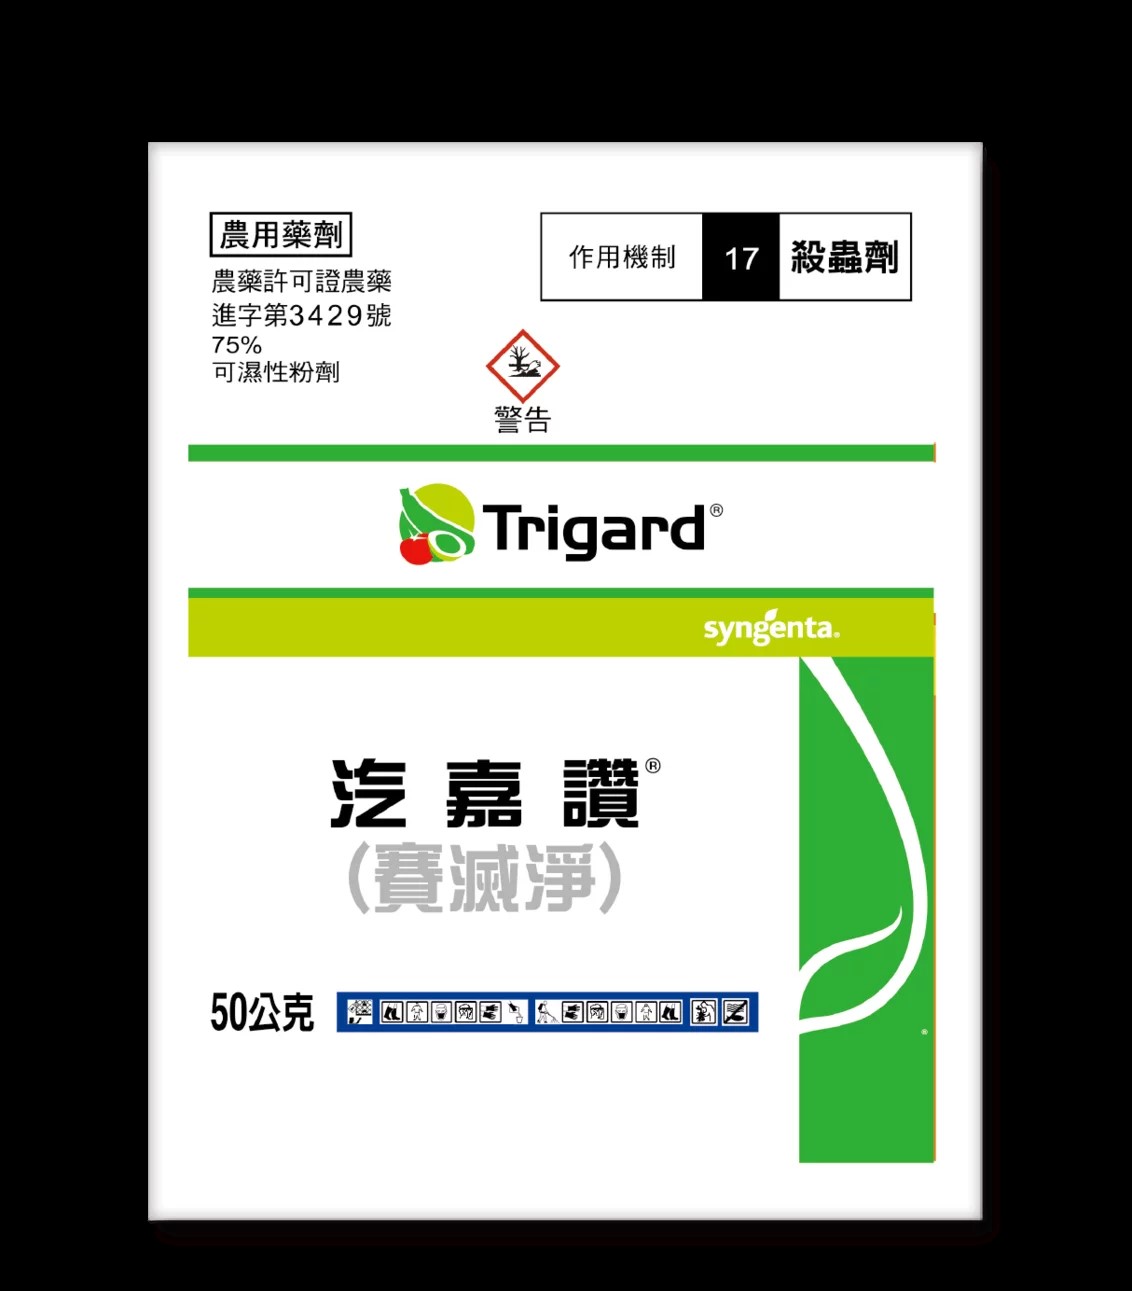 農用藥劑
農藥許可證農藥
進字第3429號
75%
可濕性粉劑
作用機制 17 殺蟲劑
警告
Trigard®
syngenta.
汔嘉讚®
(賽滅淨)
50公克